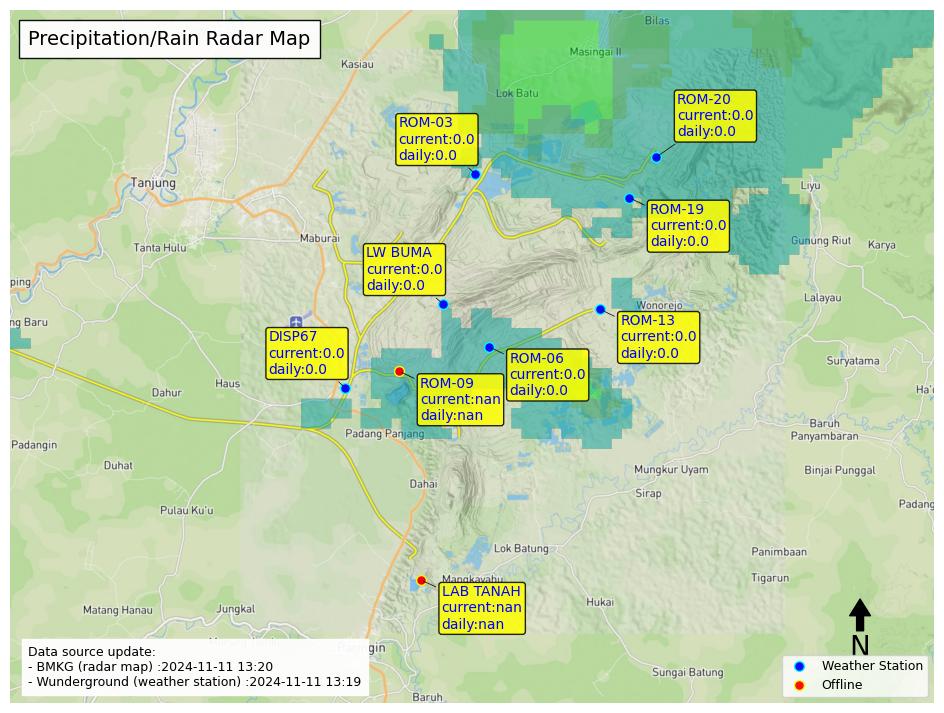 Precipitation/Rain Radar Map
Bilas
Masingai II
Kasiau
Lok Batu
ROM-20
current:0.0
daily:0.0
ROM-03
current:0.0
daily:0.0
Tanjung
Liyu
ROM-19
current:0.0
daily:0.0
Maburai
Tanta Hulu
Gunung Riut
Karya
LW BUMA
current:0.0
daily:0.0
ping
Lalayau
Wonorejo
ng Baru
ROM-13
current:0.0
daily:0.0
DISP67
current:0.0
daily:0.0
ROM-06
current:0.0
daily:0.0
Suryatama
ROM-09
current:nan
daily:nan
Haus
Dahur
Padang Panjang
Baruh
Panyambaran
Padangin
Duhat
Mungkur Uyam
Binjai Punggal
Dahai
Sirap
Padang
Pulau Ku'u
Lok Batung
Panimbaan
Mangkayahu
Tigarun
LAB TANAH
current:nan
daily:nan
Hukai
Matang Hanau
Jungkal
N
Data source update:
- BMKG (radar map) :2024-11-11 13:20
- Wunderground (weather station) :2024-11-11 13:19
Weather Station
Offline
Sungai Batung
Baruh